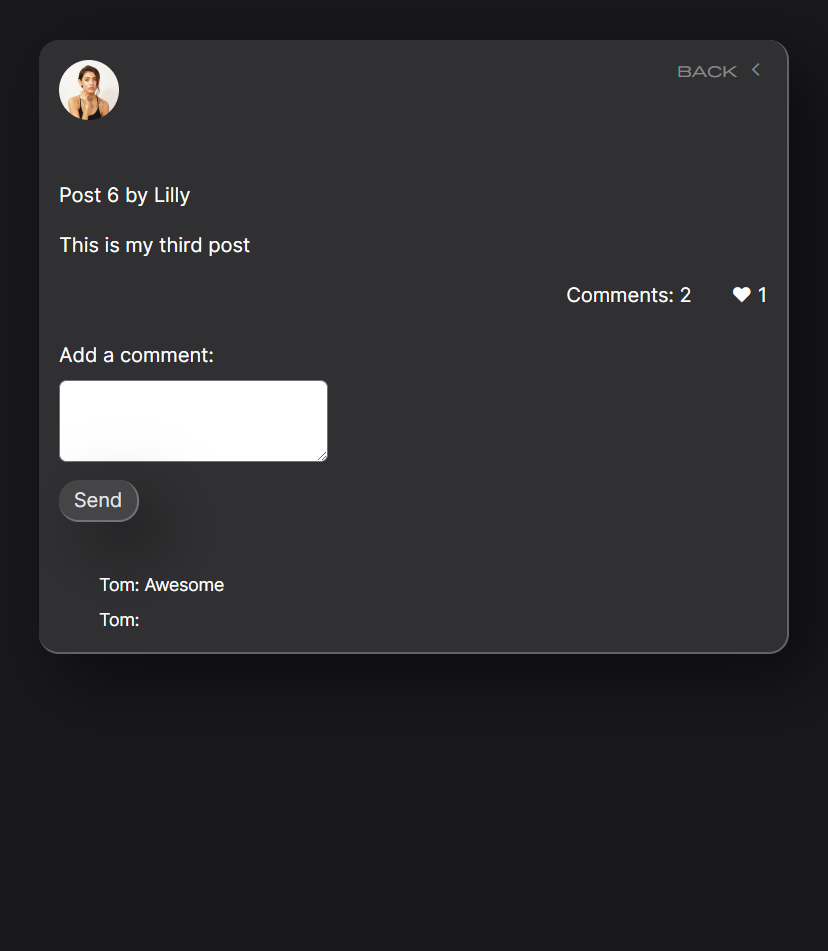 BACK <
Post 6 by Lilly
This is my third post
Comments: 2 ♥ 1
Add a comment:
Send
Tom: Awesome
Tom: